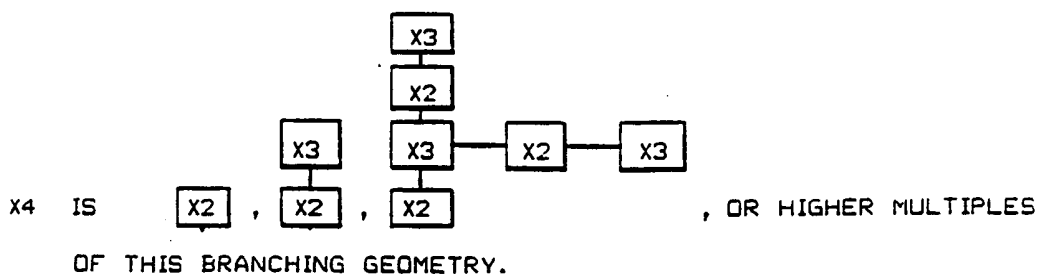 X3
X2
X3 X3 X2 X3
X4 IS X2 , X2 , X2 , OR HIGHER MULTIPLES
OF THIS BRANCHING GEOMETRY.